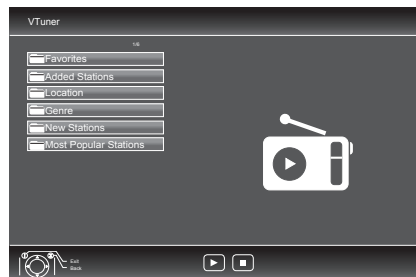 VTuner
1/6
Favorites
Added Stations
Location
Genre
New Stations
Most Popular Stations
Exit
Back